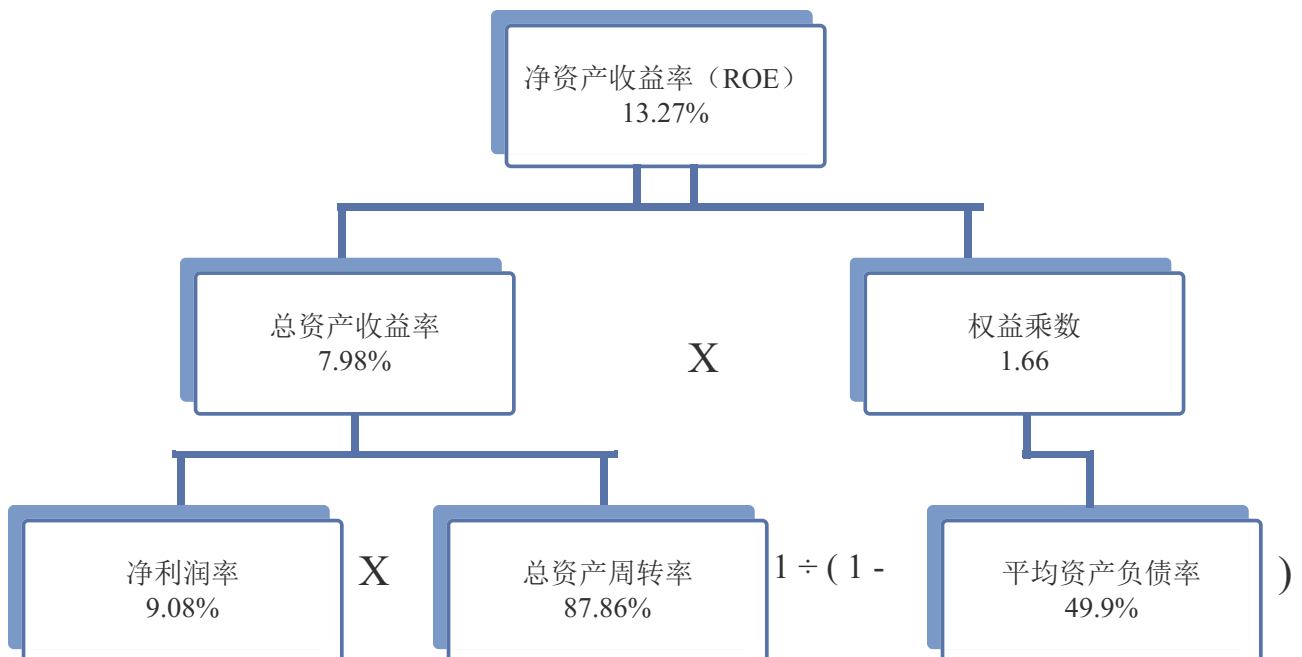 净资产收益率（ROE）
13.27%
总资产收益率
7.98%
X
权益乘数
1.66
净利润率
9.08%
X
总资产周转率
87.86%
1 ÷ ( 1 -
平均资产负债率
49.9%
)